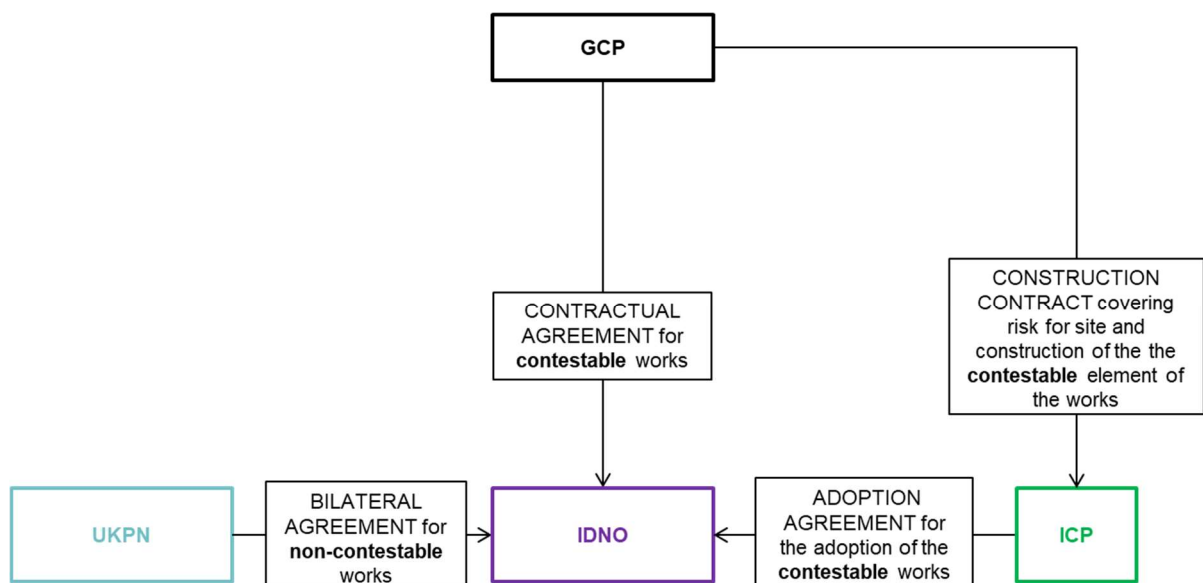 GCP
CONTRACTUAL
AGREEMENT for
contestable works
CONSTRUCTION
CONTRACT covering
risk for site and
construction of the the
contestable element of
the works
UKPN
BILATERAL
AGREEMENT for
non-contestable
works
IDNO
ADOPTION
AGREEMENT for
the adoption of the
contestable works
ICP